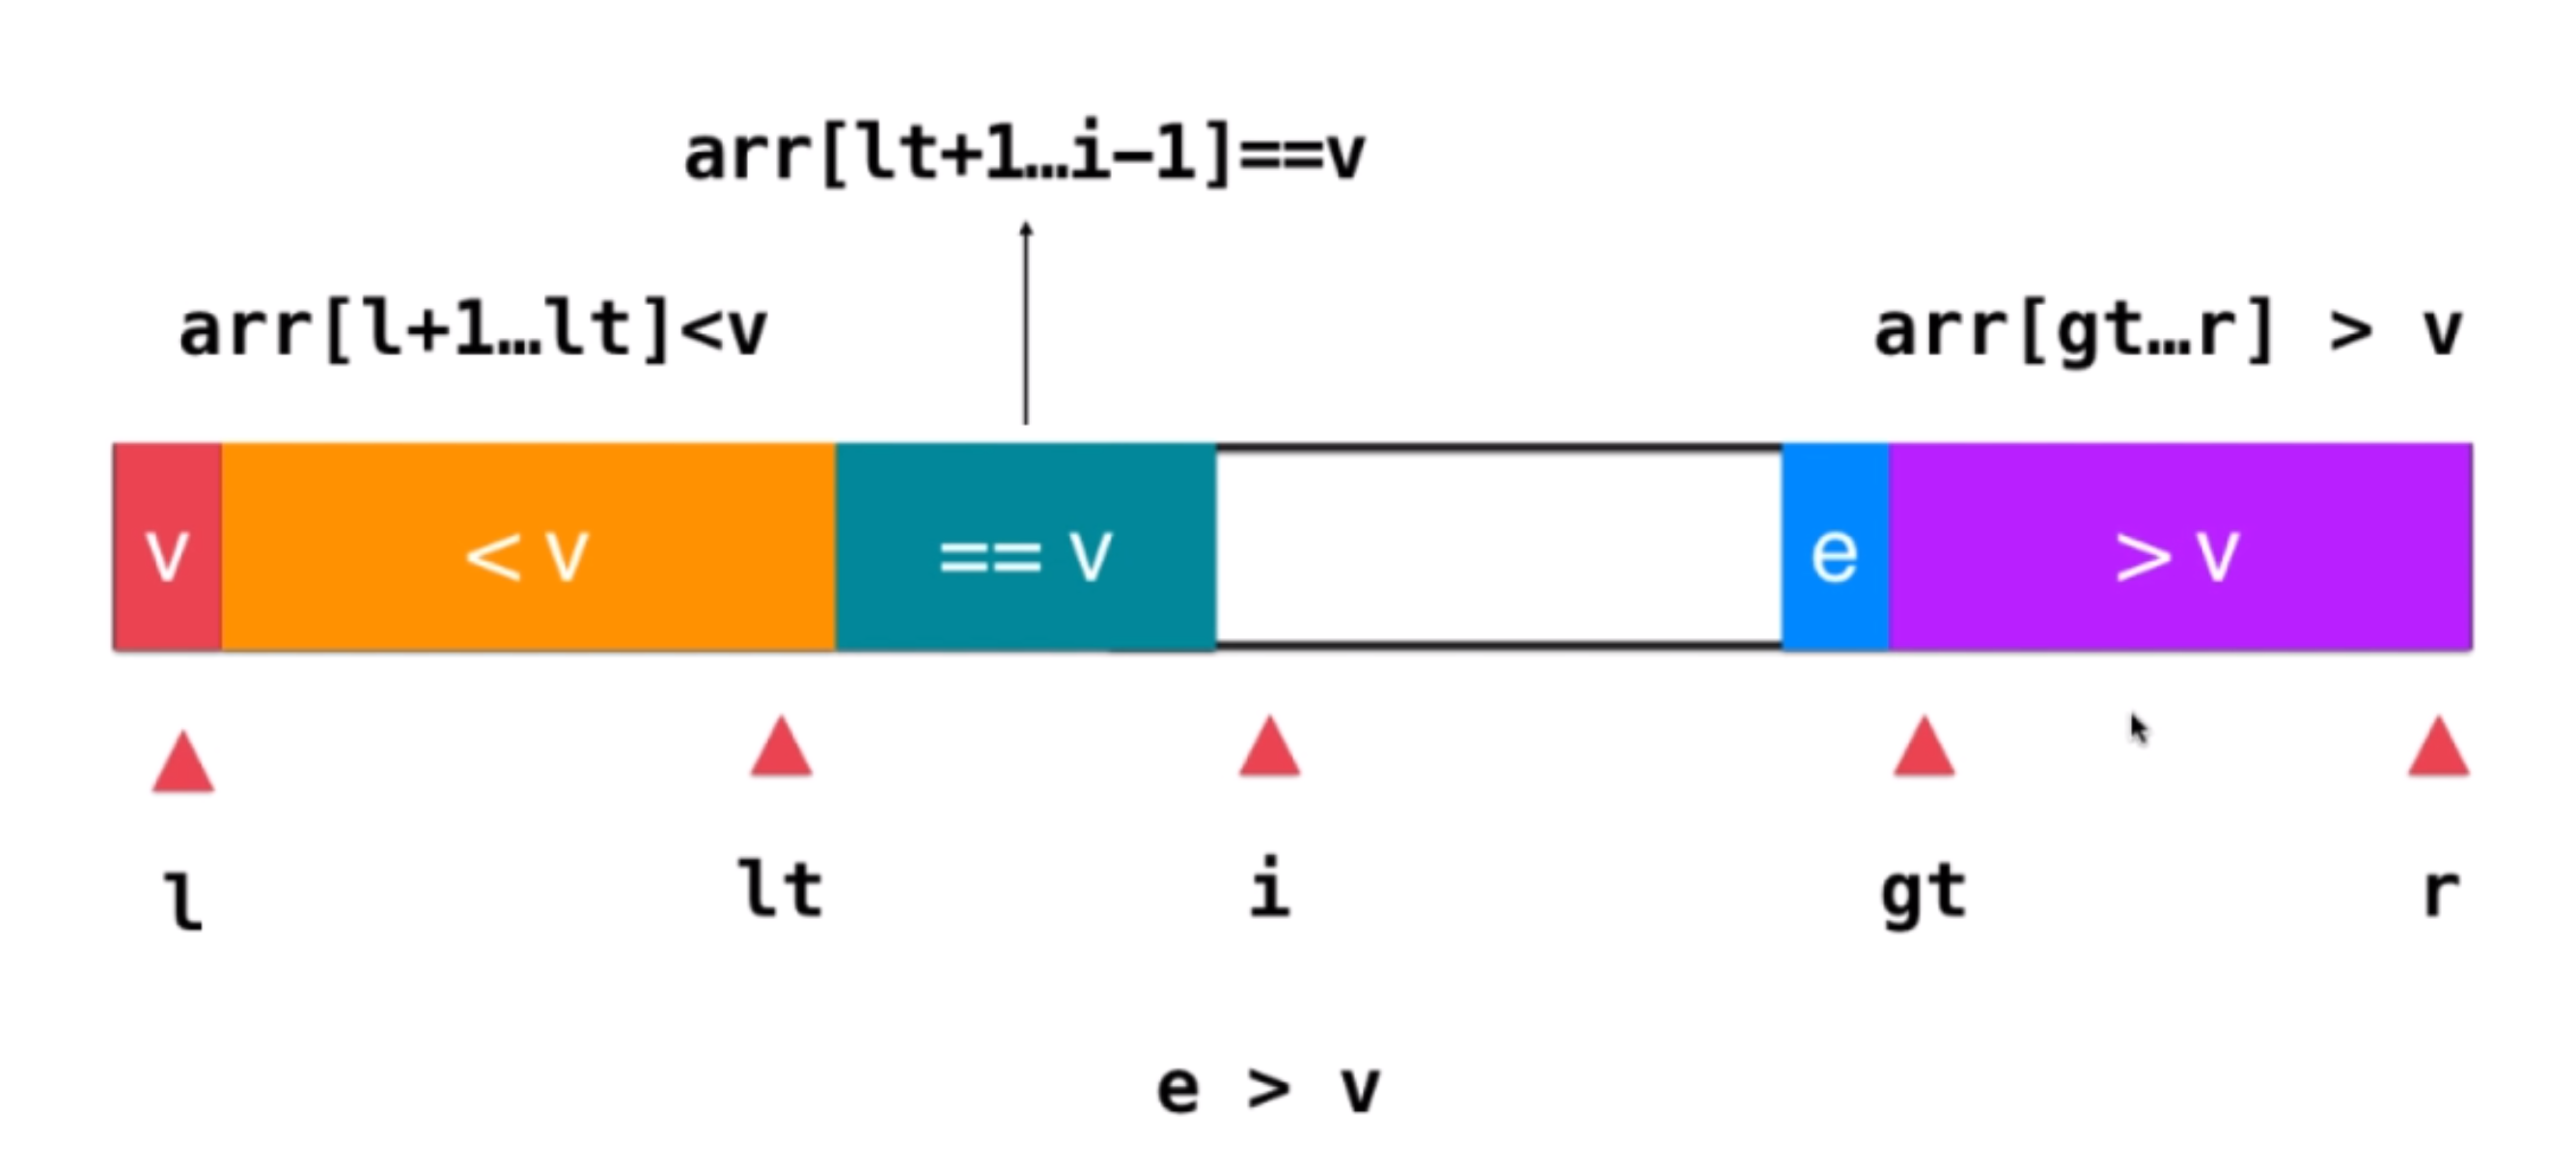 arr[lt+1…i-1]==v
arr[l+1…lt]<v
arr[gt…r] > v
v
< v
== v
e
> v
l
lt
i
gt
r
e > v